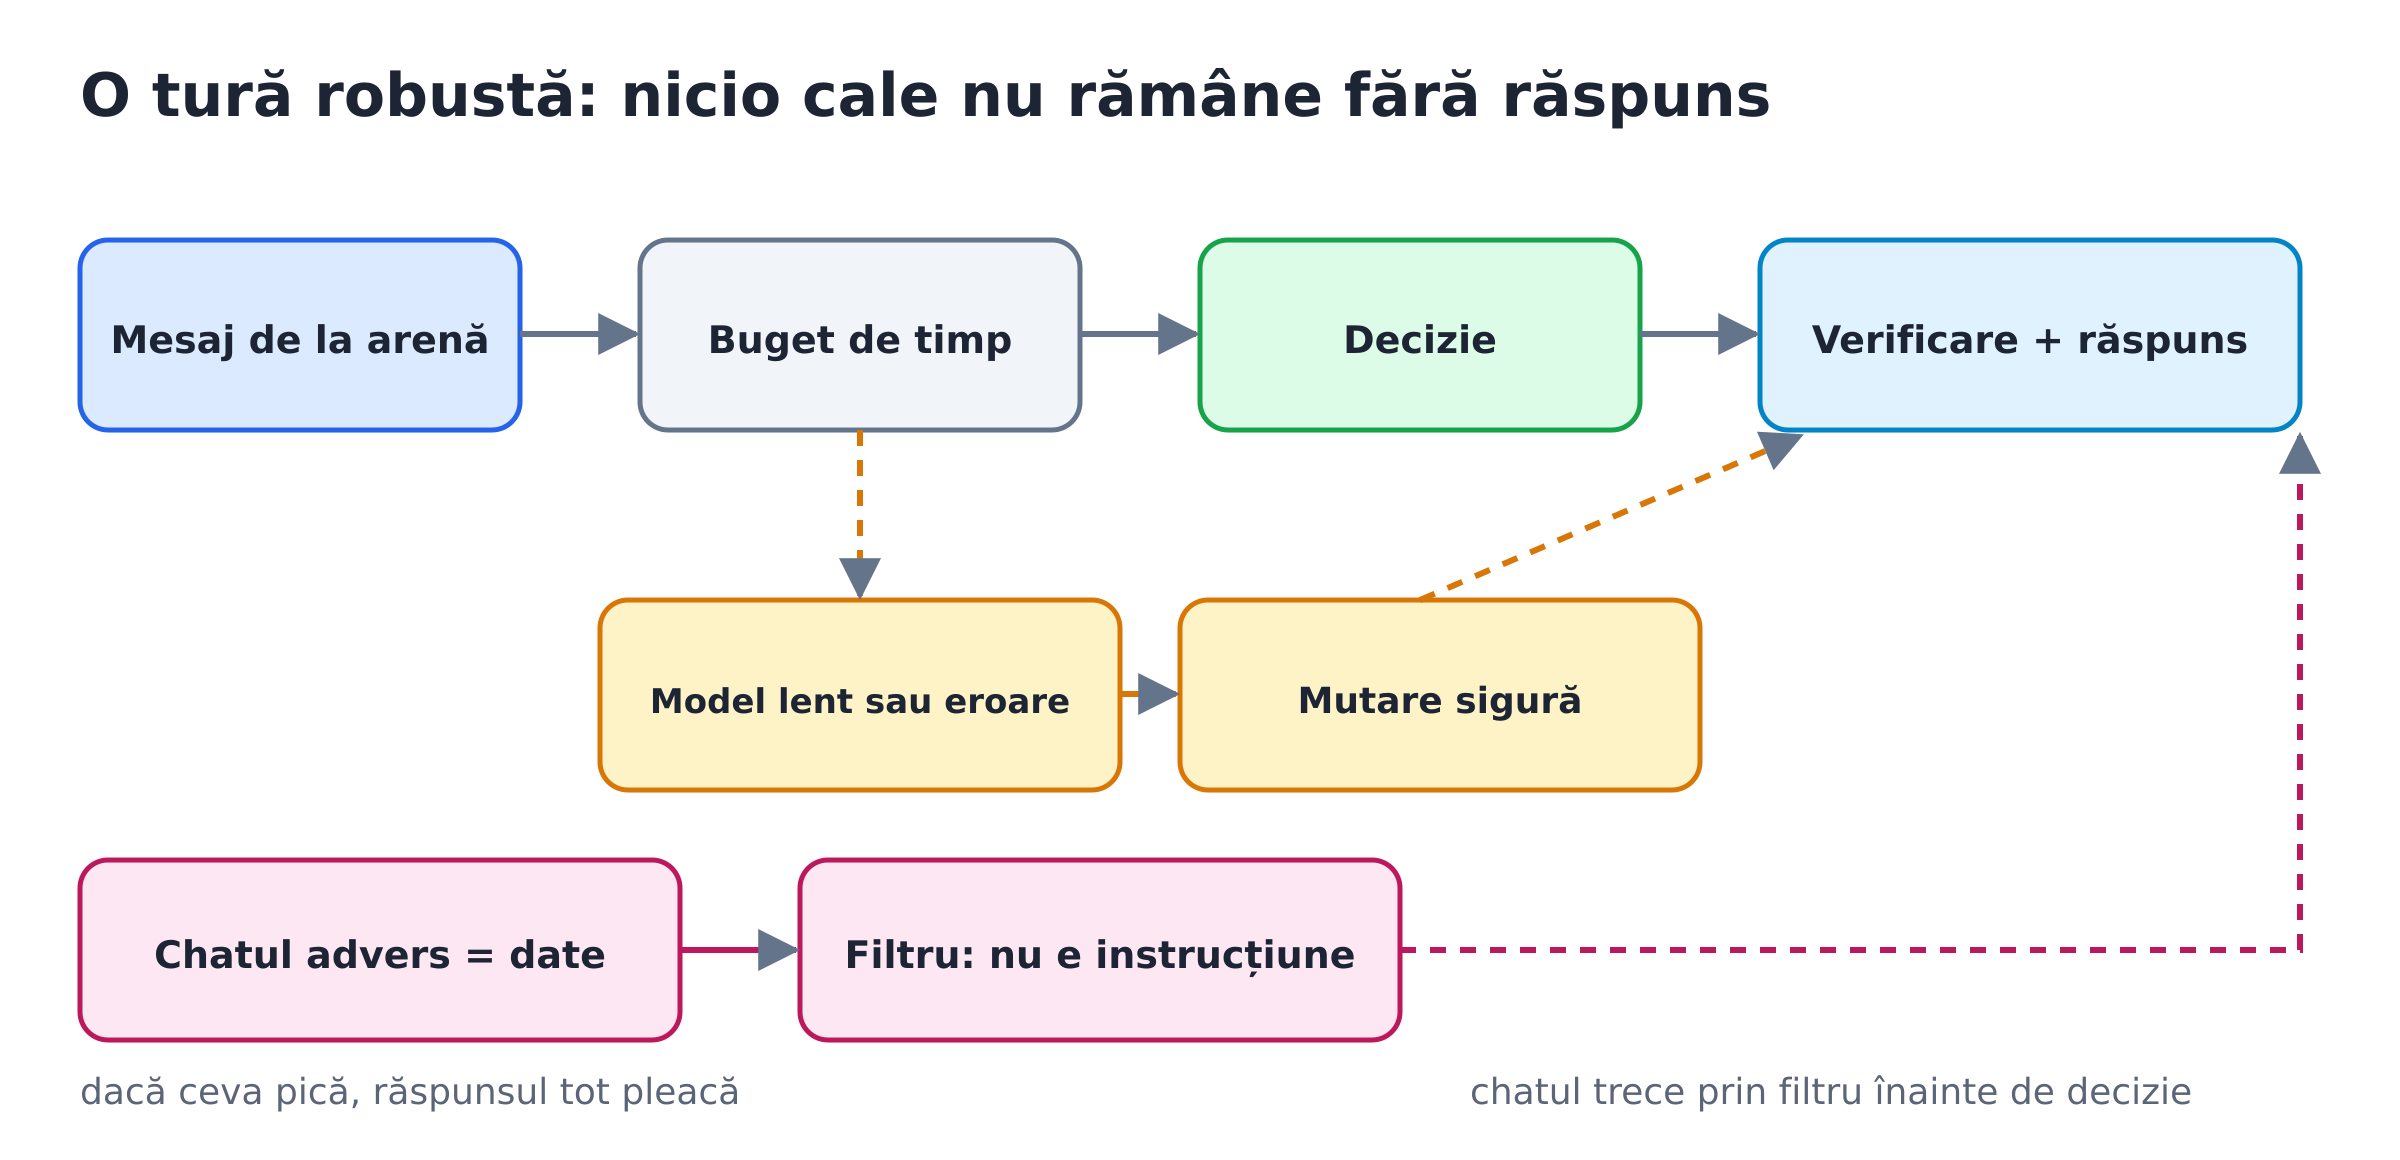 O tură robustă: nicio cale nu rămâne fără răspuns
Mesaj de la arenă
Buget de timp
Decizie
Verificare + răspuns
Model lent sau eroare
Mutare sigură
Chatul advers = date
Filtru: nu e instrucțiune
dacă ceva pică, răspunsul tot pleacă
chatul trece prin filtru înainte de decizie